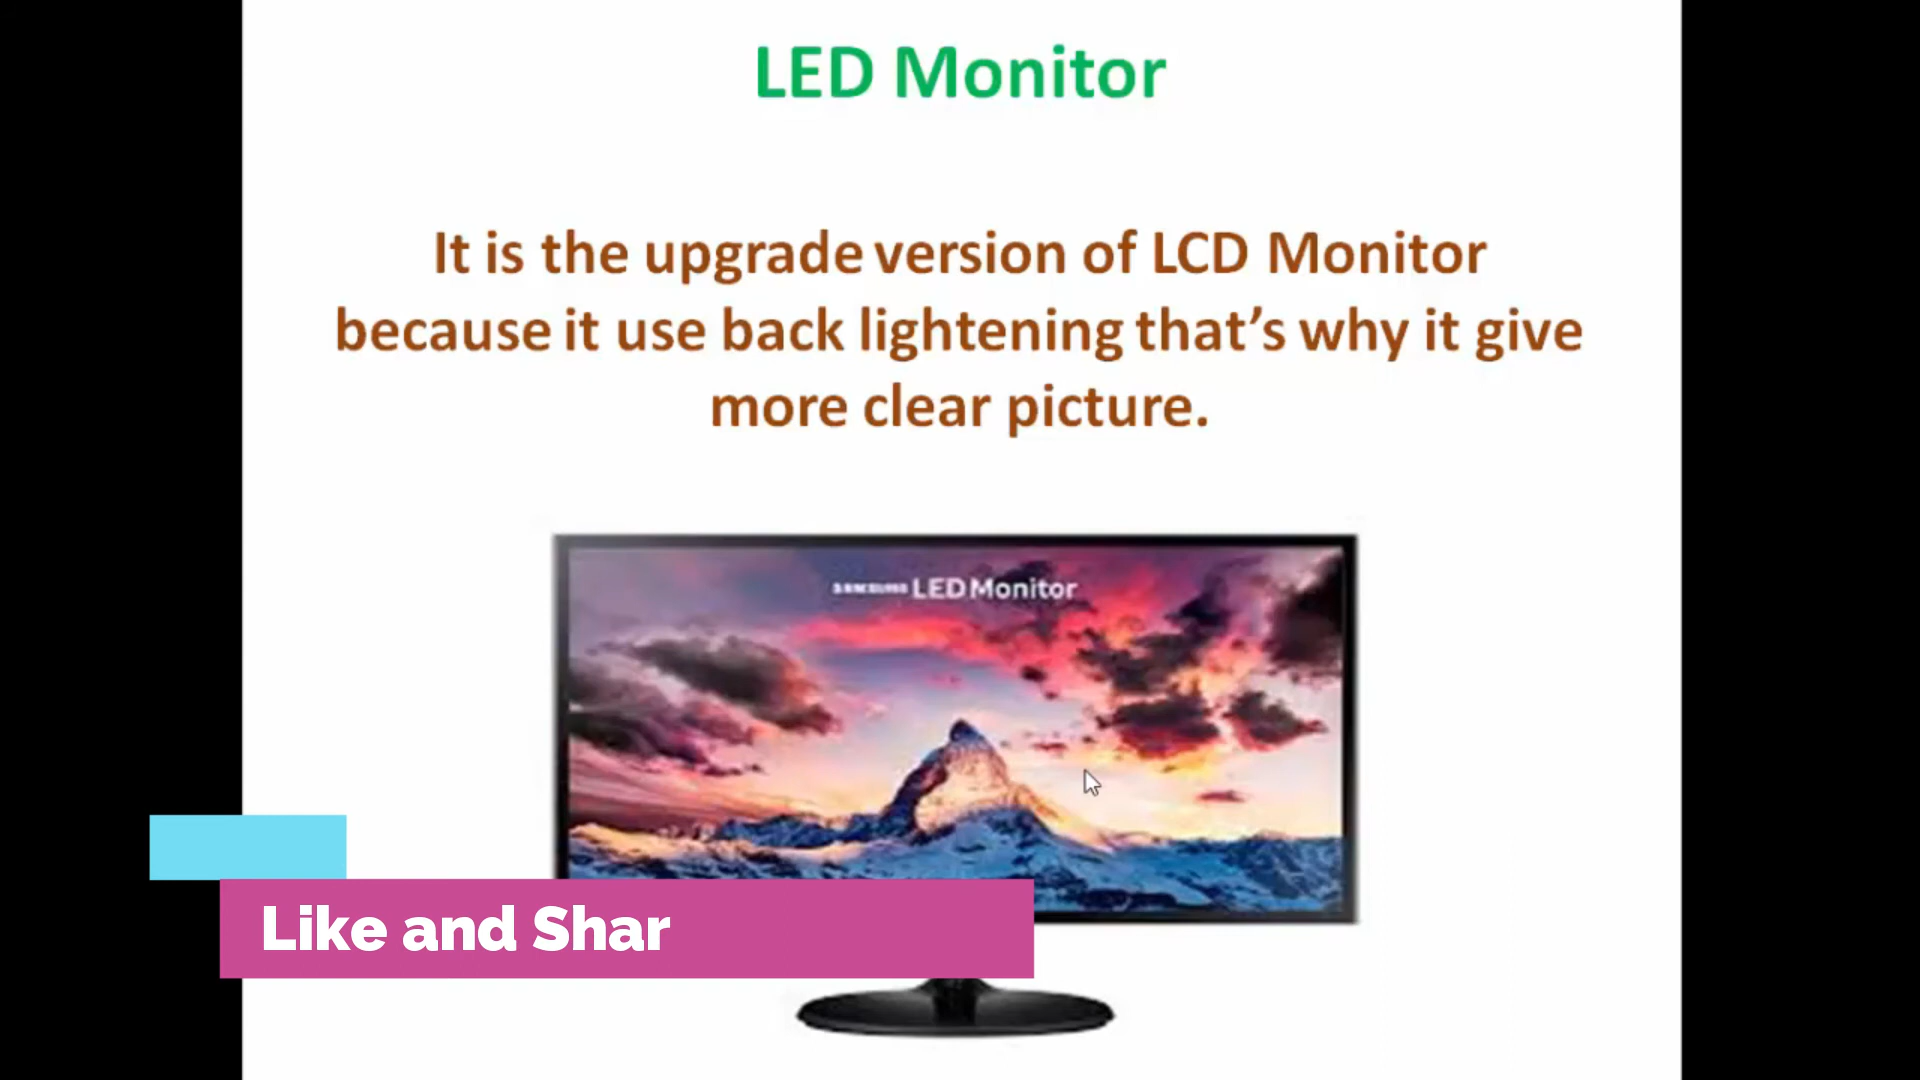 LED Monitor
It is the upgrade version of LCD Monitor
because it use back lightening that's why it give
more clear picture.
SAMSUNG LED Monitor
Like and Shar